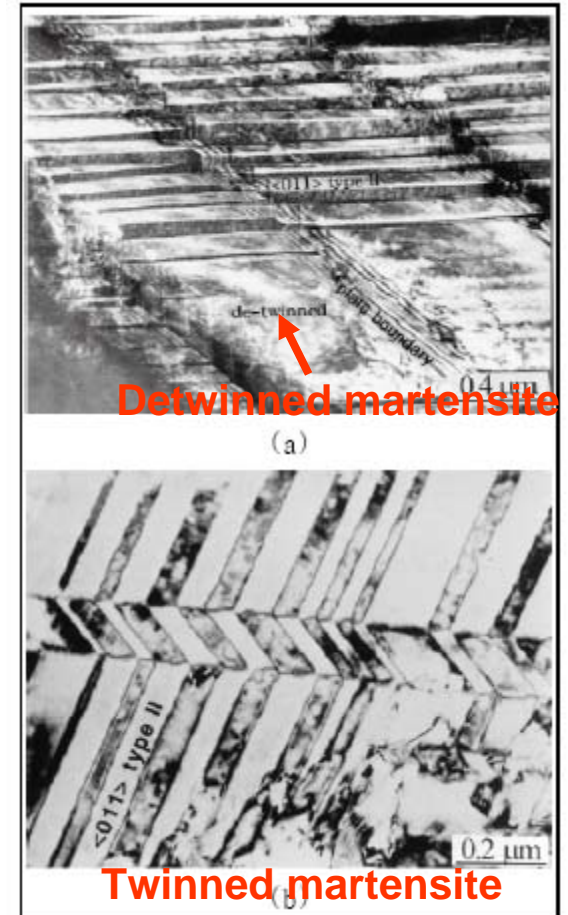 <011> type II
de-twinned
plate boundary
0.4 μm
Detwinned martensite
(a)
<011> type II
0.2 μm
Twinned martensite
(b)